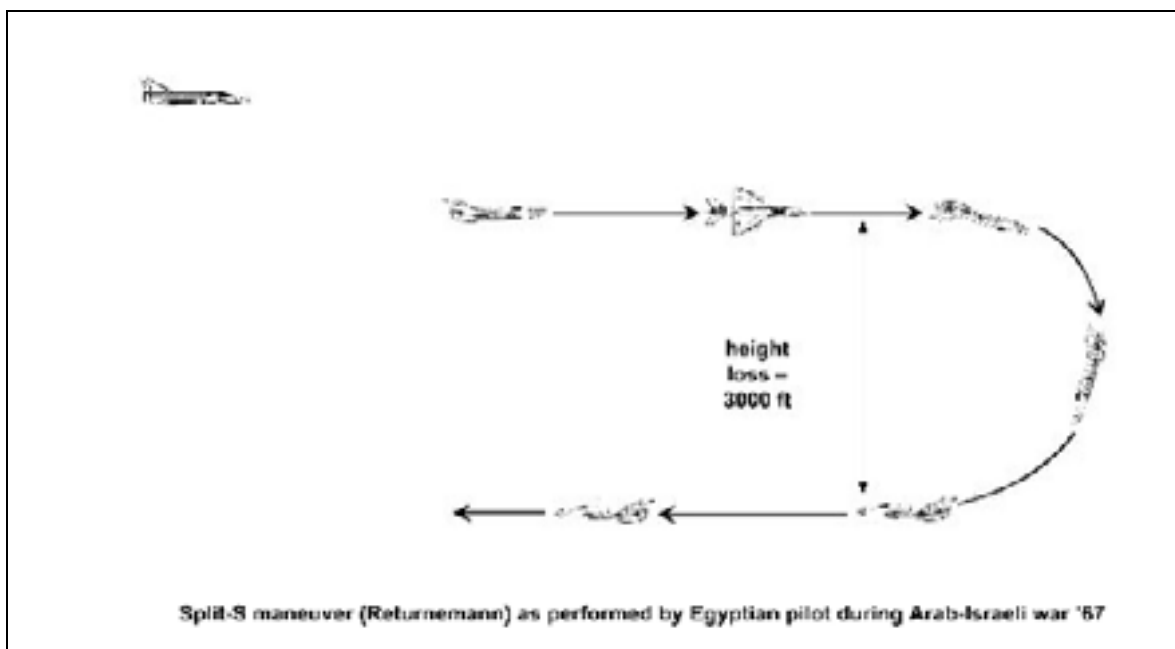 height
loss –
3000 ft
Split-S maneuver (Returnemann) as performed by Egyptian pilot during Arab-Israeli war '67